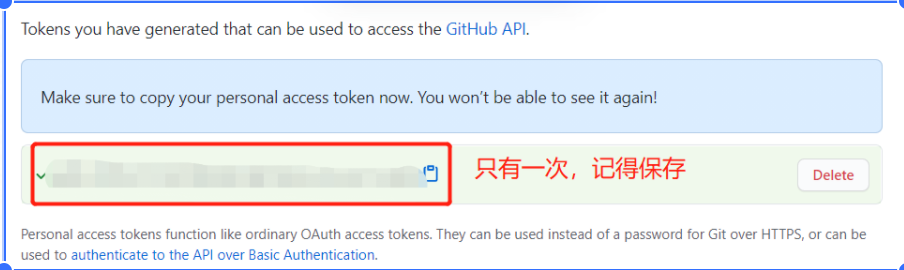 Tokens you have generated that can be used to access the GitHub API.
Make sure to copy your personal access token now. You won’t be able to see it again!
只有一次，记得保存
Delete
Personal access tokens function like ordinary OAuth access tokens. They can be used instead of a password for Git over HTTPS, or can be
used to authenticate to the API over Basic Authentication.